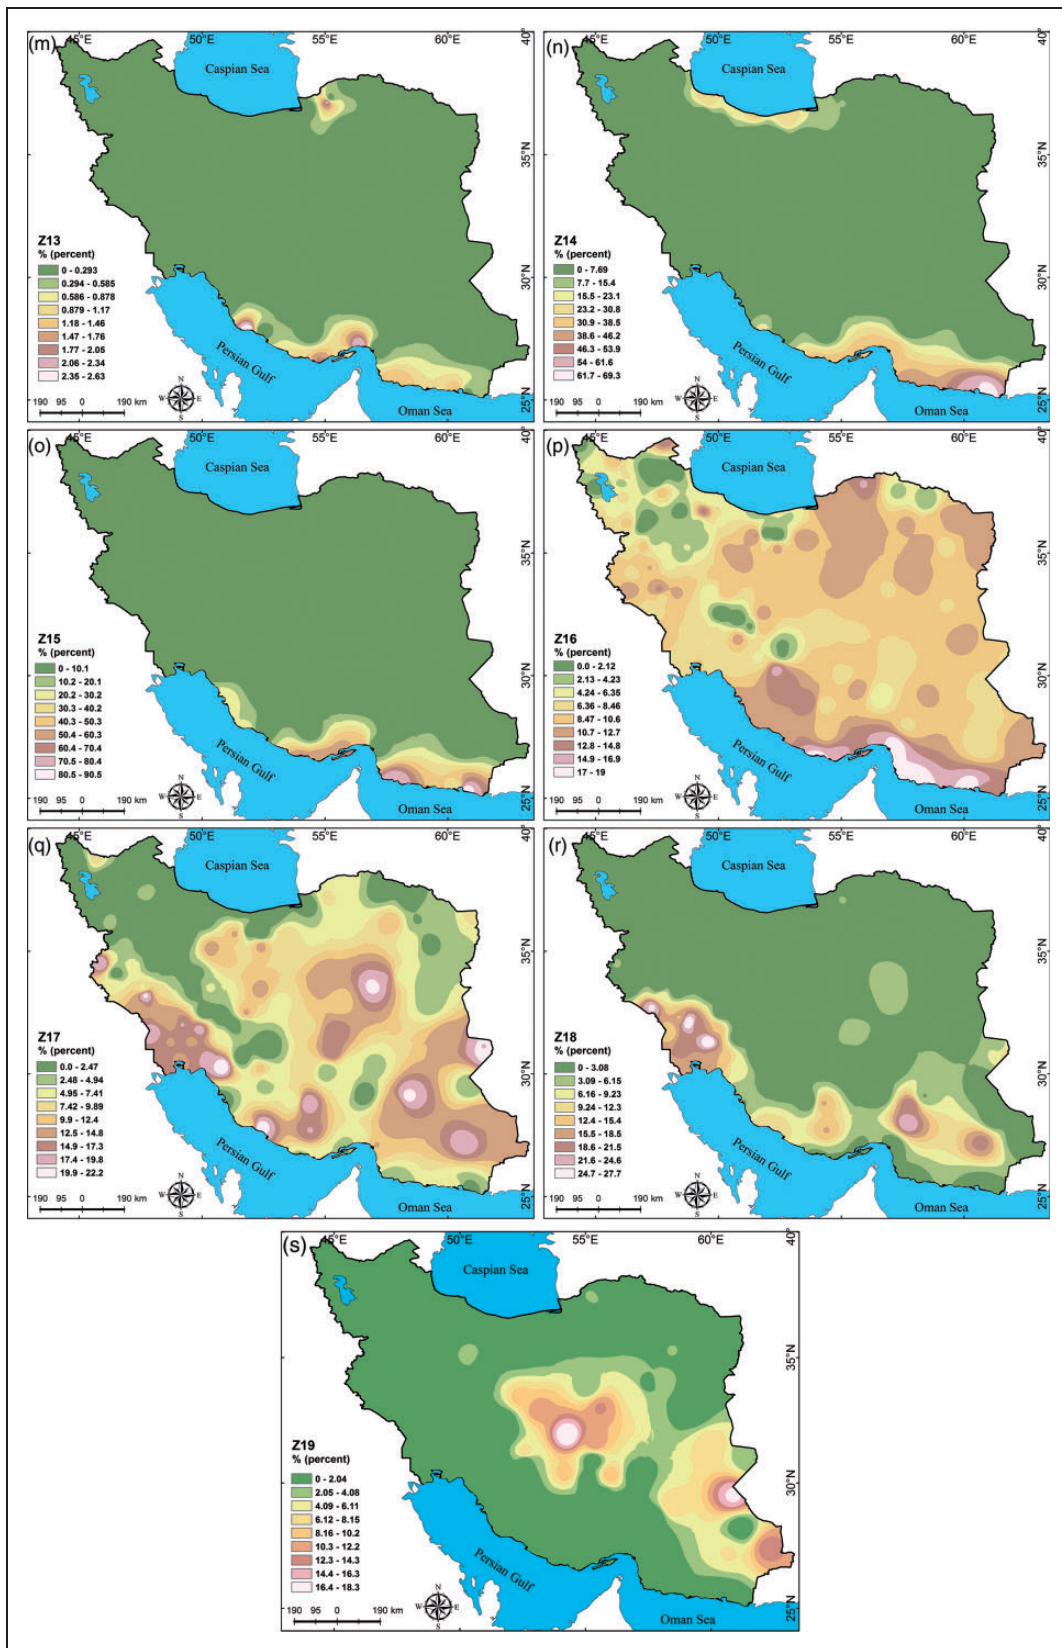 (m)
45°E 50°E 55°E 60°E 40°
Caspian Sea
35°N
30°N
25°N
Persian Gulf
Oman Sea
Z13
% (percent)
0 - 0.293
0.294 - 0.585
0.586 - 0.878
0.879 - 1.17
1.18 - 1.46
1.47 - 1.76
1.77 - 2.05
2.06 - 2.34
2.35 - 2.63
N
W E
S
190 95 0 190 km
(n)
45°E 50°E 55°E 60°E 40°
Caspian Sea
35°N
30°N
25°N
Persian Gulf
Oman Sea
Z14
% (percent)
0 - 7.69
7.7 - 15.4
15.5 - 23.1
23.2 - 30.8
30.9 - 38.5
38.6 - 46.2
46.3 - 53.9
54 - 61.6
61.7 - 69.3
N
W E
S
190 95 0 190 km
(o)
45°E 50°E 55°E 60°E 40°
Caspian Sea
35°N
30°N
25°N
Persian Gulf
Oman Sea
Z15
% (percent)
0 - 10.1
10.2 - 20.1
20.2 - 30.2
30.3 - 40.2
40.3 - 50.3
50.4 - 60.3
60.4 - 70.4
70.5 - 80.4
80.5 - 90.5
N
W E
S
190 95 0 190 km
(p)
45°E 50°E 55°E 60°E 40°
Caspian Sea
35°N
30°N
25°N
Persian Gulf
Oman Sea
Z16
% (percent)
0.0 - 2.12
2.13 - 4.23
4.24 - 6.35
6.36 - 8.46
8.47 - 10.6
10.7 - 12.7
12.8 - 14.8
14.9 - 16.9
17 - 19
N
W E
S
190 95 0 190 km
(q)
45°E 50°E 55°E 60°E 40°
Caspian Sea
35°N
30°N
25°N
Persian Gulf
Oman Sea
Z17
% (percent)
0.0 - 2.47
2.48 - 4.94
4.95 - 7.41
7.42 - 9.89
9.9 - 12.4
12.5 - 14.8
14.9 - 17.3
17.4 - 19.8
19.9 - 22.2
N
W E
S
190 95 0 190 km
(r)
45°E 50°E 55°E 60°E 40°
Caspian Sea
35°N
30°N
25°N
Persian Gulf
Oman Sea
Z18
% (percent)
0 - 3.08
3.09 - 6.15
6.16 - 9.23
9.24 - 12.3
12.4 - 15.4
15.5 - 18.5
18.6 - 21.5
21.6 - 24.6
24.7 - 27.7
N
W E
S
190 95 0 190 km
(s)
45°E 50°E 55°E 60°E 40°
Caspian Sea
35°N
30°N
25°N
Persian Gulf
Oman Sea
Z19
% (percent)
0 - 2.04
2.05 - 4.08
4.09 - 6.11
6.12 - 8.15
8.16 - 10.2
10.3 - 12.2
12.3 - 14.3
14.4 - 16.3
16.4 - 18.3
N
W E
S
190 95 0 190 km